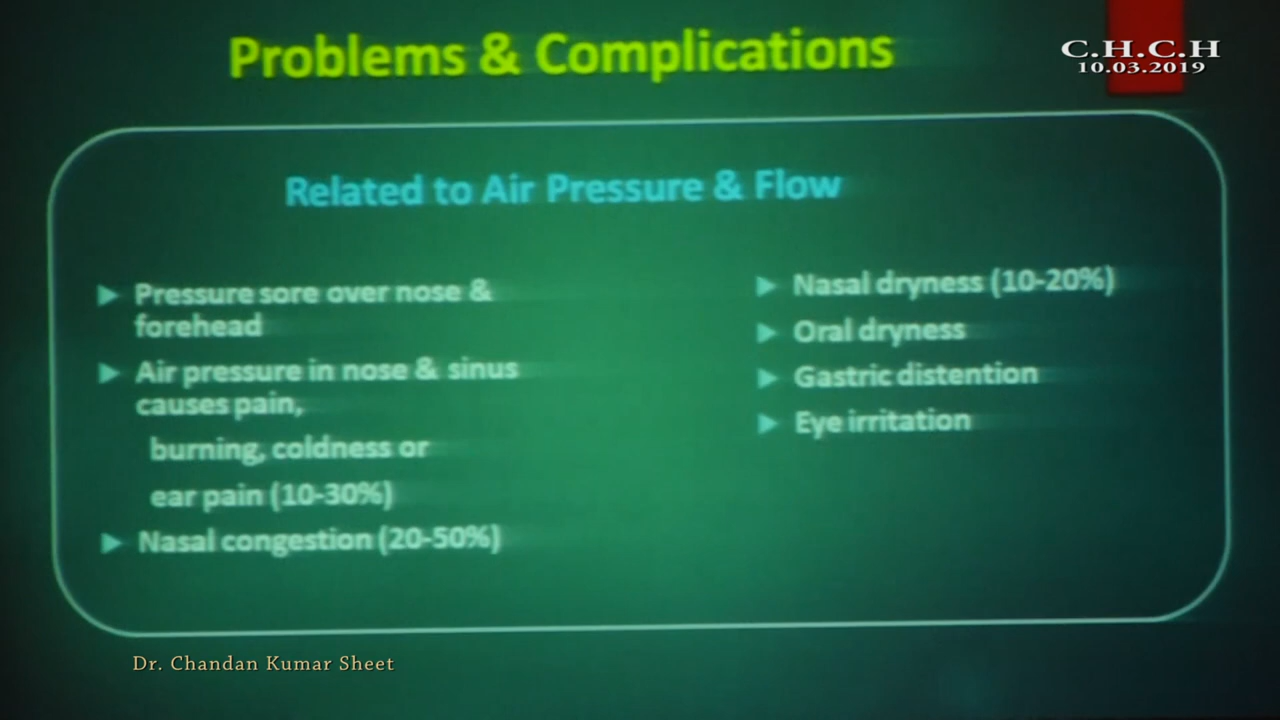 Problems & Complications
C.H.C.H
10.03.2019
Related to Air Pressure & Flow
Pressure sore over nose &
forehead
Air pressure in nose & sinus
causes pain,
burning, coldness or
ear pain (10-30%)
Nasal congestion (20-50%)
Nasal dryness (10-20%)
Oral dryness
Gastric distention
Eye irritation
Dr. Chandan Kumar Sheet